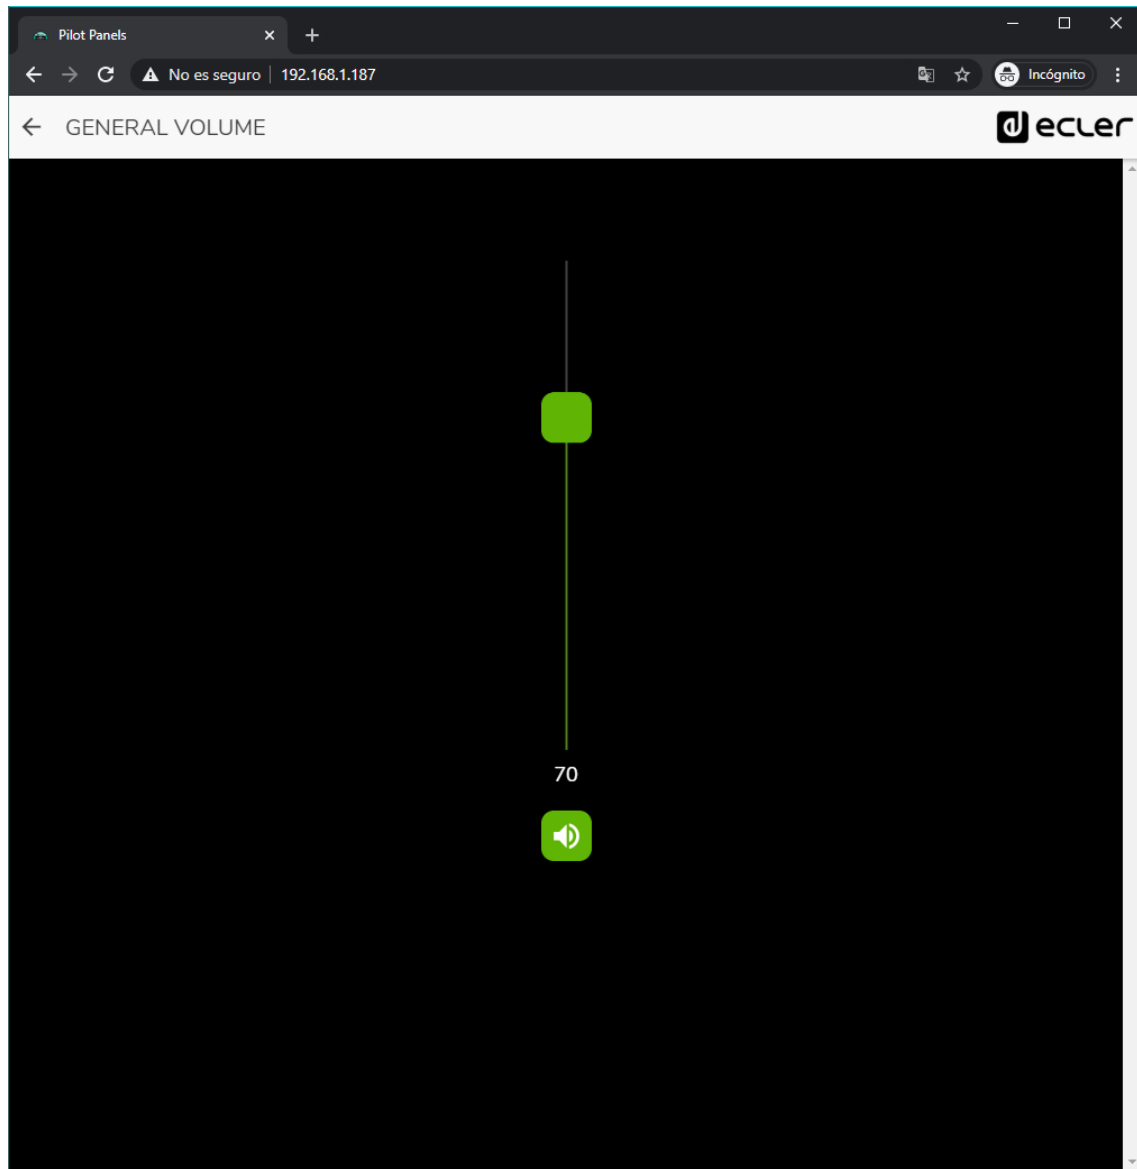 Pilot Panels
No es seguro 192.168.1.187 Incógnito
GENERAL VOLUME ecler
70